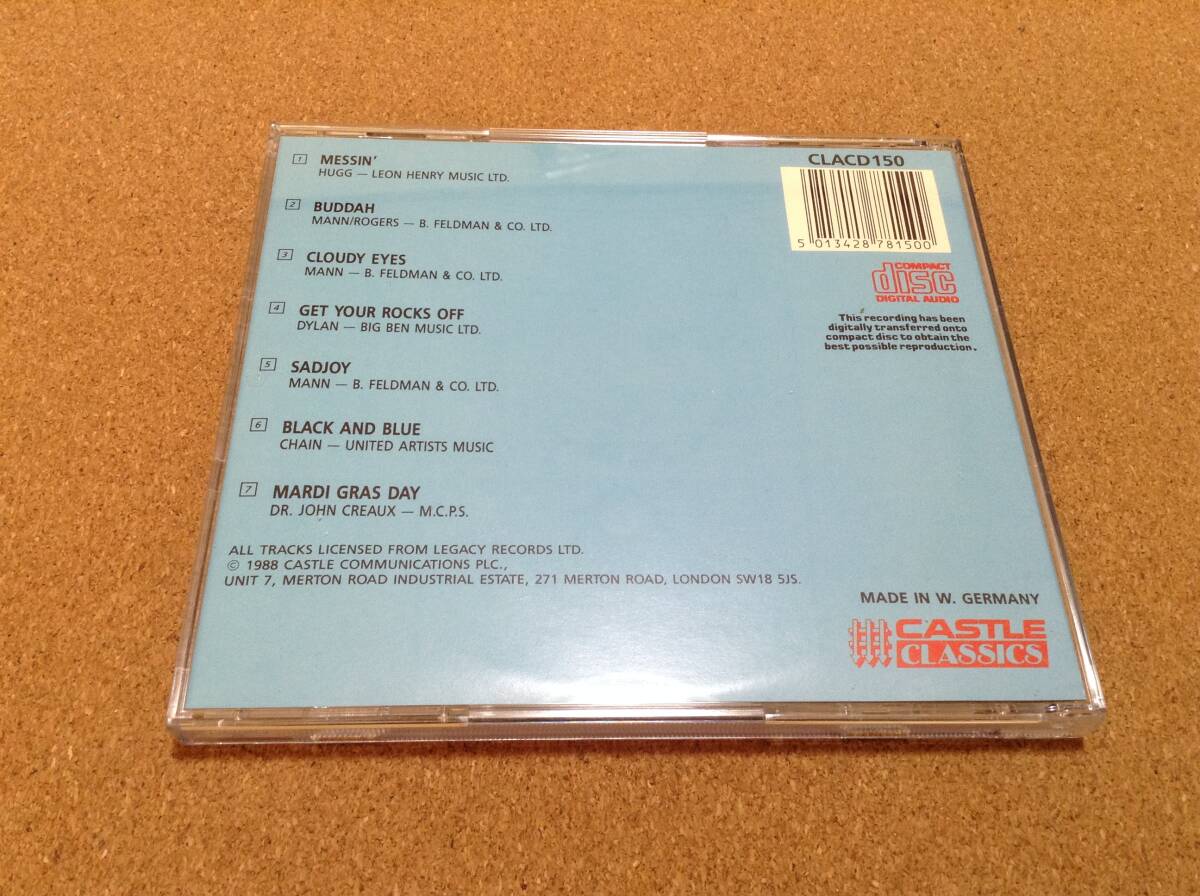 1 MESSIN'
HUGG — LEON HENRY MUSIC LTD.
2 BUDDAH
MANN/ROGERS — B. FELDMAN & CO. LTD.
3 CLOUDY EYES
MANN — B. FELDMAN & CO. LTD.
4 GET YOUR ROCKS OFF
DYLAN — BIG BEN MUSIC LTD.
5 SADJOY
MANN — B. FELDMAN & CO. LTD.
6 BLACK AND BLUE
CHAIN — UNITED ARTISTS MUSIC
7 MARDI GRAS DAY
DR. JOHN CREAUX — M.C.P.S.
ALL TRACKS LICENSED FROM LEGACY RECORDS LTD.
© 1988 CASTLE COMMUNICATIONS PLC.,
UNIT 7, MERTON ROAD INDUSTRIAL ESTATE, 271 MERTON ROAD, LONDON SW18 5JS.
CLACD150
5 013428 781500
COMPACT
disc
DIGITAL AUDIO
This recording has been
digitally transferred onto
compact disc to obtain the
best possible reproduction.
MADE IN W. GERMANY
CASTLE
CLASSICS